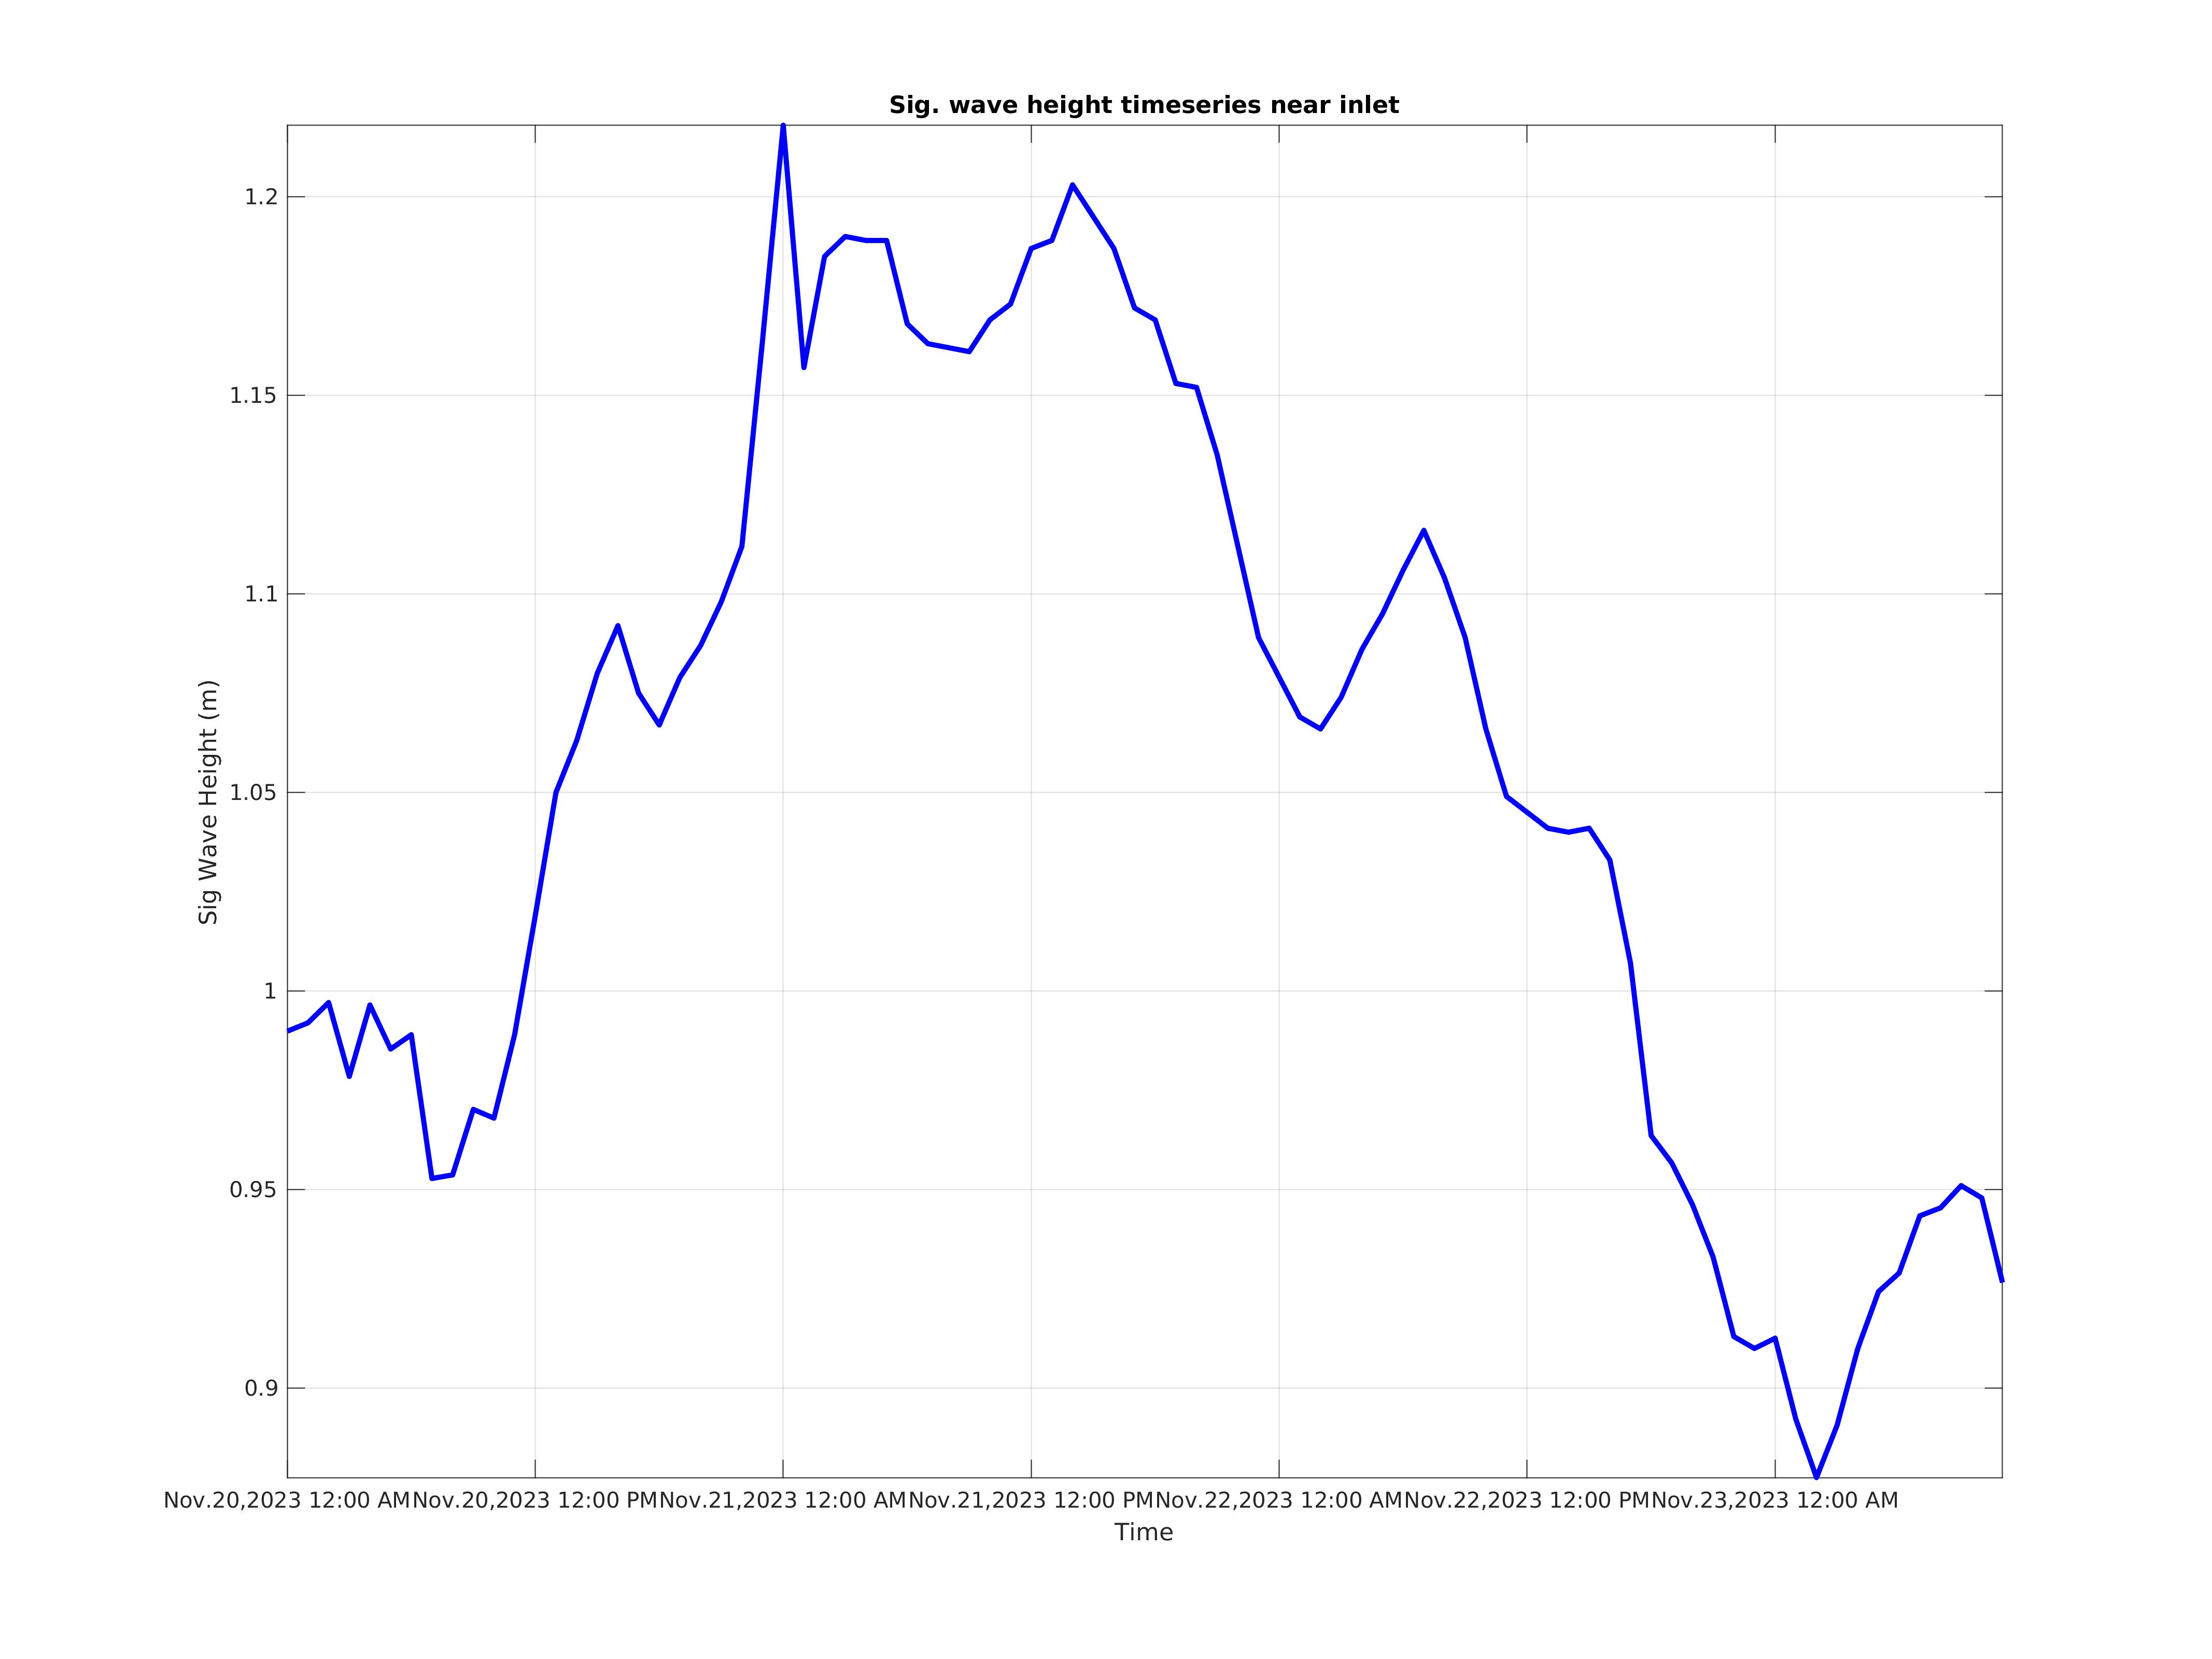 Sig. wave height timeseries near inlet
Sig Wave Height (m)
1.2
1.15
1.1
1.05
1
0.95
0.9
Nov.20,2023 12:00 AM Nov.20,2023 12:00 PM Nov.21,2023 12:00 AM Nov.21,2023 12:00 PM Nov.22,2023 12:00 AM Nov.22,2023 12:00 PM Nov.23,2023 12:00 AM
Time